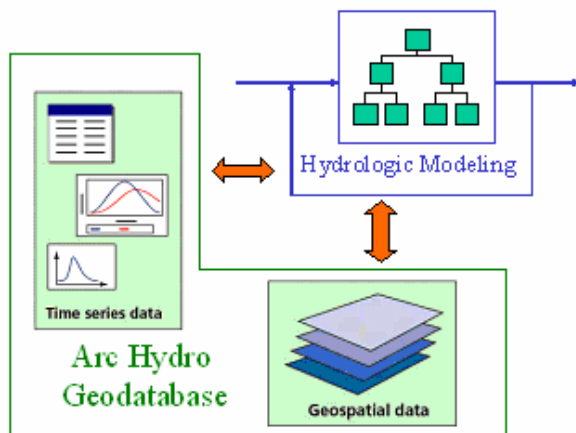 Hydrologic Modeling
Time series data
Arc Hydro
Geodatabase
Geospatial data